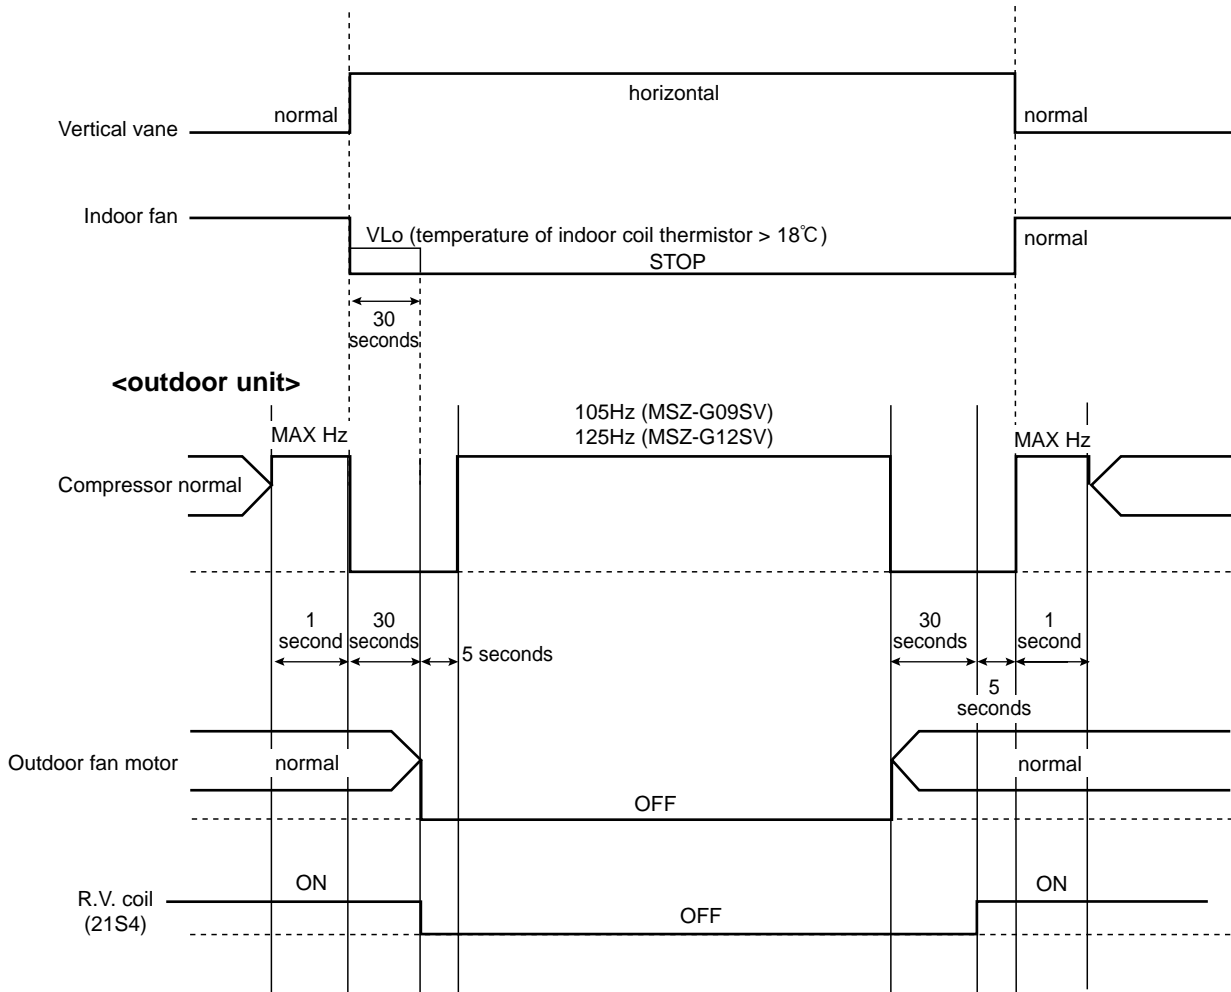 horizontal
normal
normal
Vertical vane
Indoor fan
VLo (temperature of indoor coil thermistor > 18℃)
normal
STOP
30
seconds
<outdoor unit>
105Hz (MSZ-G09SV)
125Hz (MSZ-G12SV)
MAX Hz
MAX Hz
Compressor normal
1
second
30
seconds
5 seconds
30
seconds
1
second
5
seconds
Outdoor fan motor
normal
normal
OFF
ON
ON
R.V. coil
(21S4)
OFF